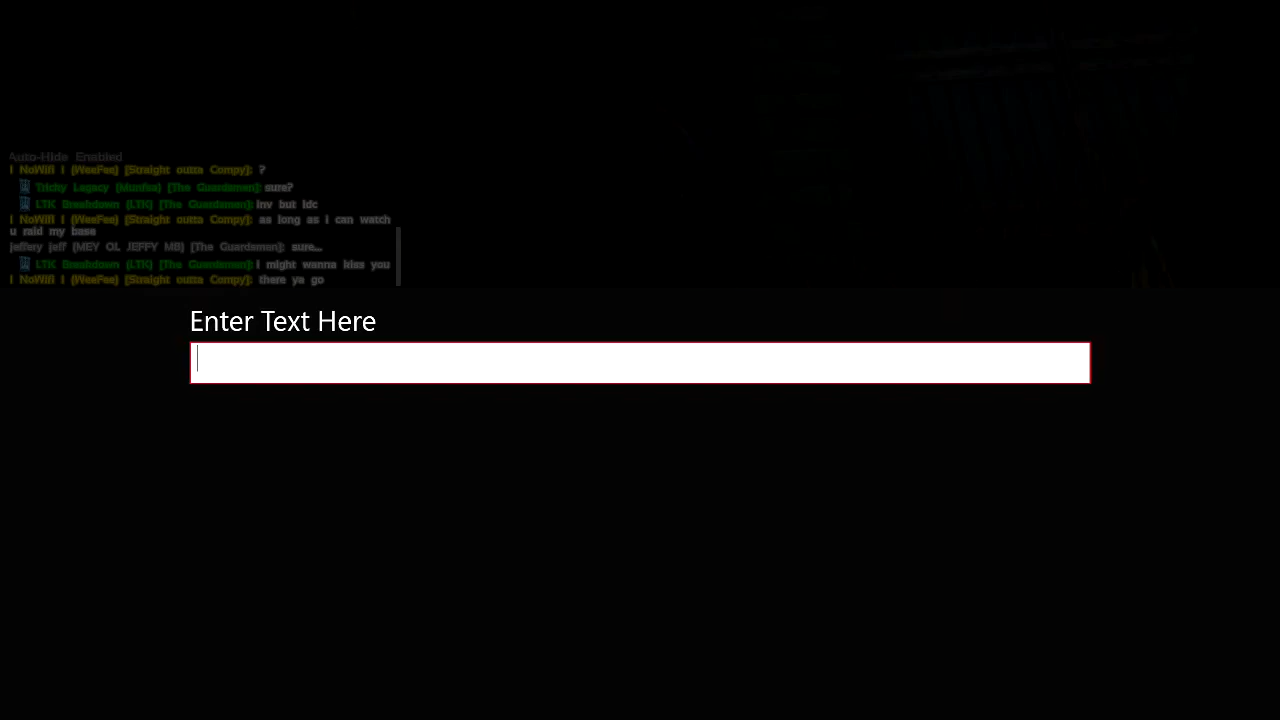 Auto-Hide Enabled
I NoWifi I (WeeFee) [Straight outta Compy]: ?
Tricky Legacy (Munfea) [The Guardsmen]: sure?
LTK Breakdown (LTK) [The Guardsmen]: inv but idc
I NoWifi I (WeeFee) [Straight outta Compy]: as long as i can watch
u raid my base
jeffery jeff (MEY OL JEFFY MB) [The Guardsmen]: sure...
LTK Breakdown (LTK) [The Guardsmen]: I might wanna kiss you
I NoWifi I (WeeFee) [Straight outta Compy]: there ya go
Enter Text Here